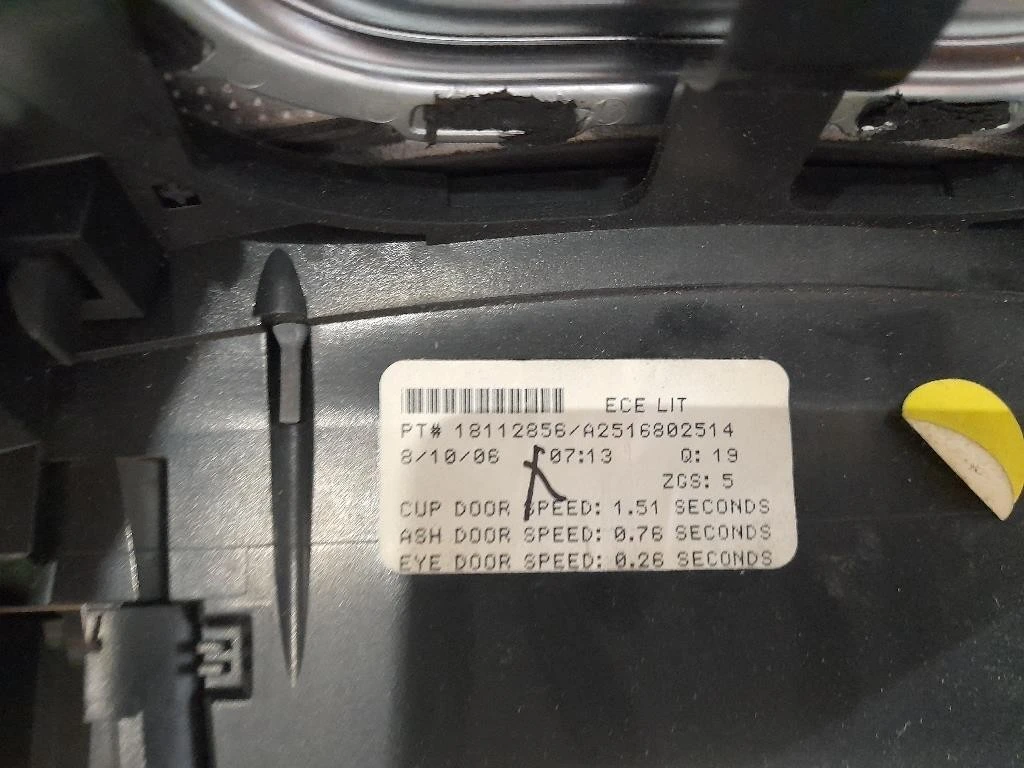 ECE LIT
PT# 18112856/A2516802514
8/10/06 07:13 Q: 19
ZGS: 5
CUP DOOR SPEED: 1.51 SECONDS
ASH DOOR SPEED: 0.76 SECONDS
EYE DOOR SPEED: 0.26 SECONDS